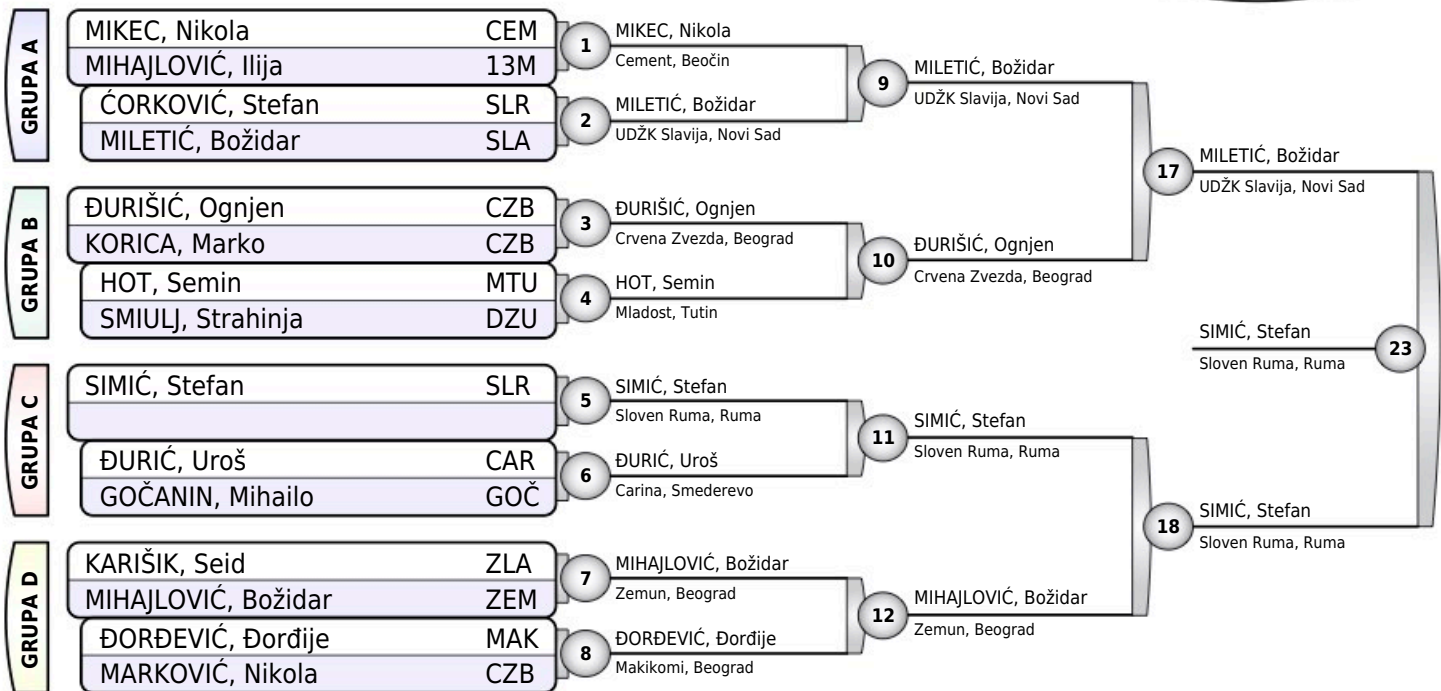 GRUPA A
MIKEC, Nikola CEM
MIHAJLOVIĆ, Ilija 13M
ĆORKOVIĆ, Stefan SLR
MILETIĆ, Božidar SLA
GRUPA B
ĐURIŠIĆ, Ognjen CZB
KORICA, Marko CZB
HOT, Semin MTU
SMIULJ, Strahinja DZU
GRUPA C
SIMIĆ, Stefan SLR
ĐURIĆ, Uroš CAR
GOČANIN, Mihailo GOČ
GRUPA D
KARIŠIK, Seid ZLA
MIHAJLOVIĆ, Božidar ZEM
ĐORĐEVIĆ, Đorđije MAK
MARKOVIĆ, Nikola CZB
1
MIKEC, Nikola
Cement, Beočin
2
MILETIĆ, Božidar
UDŽK Slavija, Novi Sad
3
ĐURIŠIĆ, Ognjen
Crvena Zvezda, Beograd
4
HOT, Semin
Mladost, Tutin
5
SIMIĆ, Stefan
Sloven Ruma, Ruma
6
ĐURIĆ, Uroš
Carina, Smederevo
7
MIHAJLOVIĆ, Božidar
Zemun, Beograd
8
ĐORĐEVIĆ, Đorđije
Makikomi, Beograd
9
MILETIĆ, Božidar
UDŽK Slavija, Novi Sad
10
ĐURIŠIĆ, Ognjen
Crvena Zvezda, Beograd
11
SIMIĆ, Stefan
Sloven Ruma, Ruma
12
MIHAJLOVIĆ, Božidar
Zemun, Beograd
17
MILETIĆ, Božidar
UDŽK Slavija, Novi Sad
18
SIMIĆ, Stefan
Sloven Ruma, Ruma
SIMIĆ, Stefan
Sloven Ruma, Ruma
23